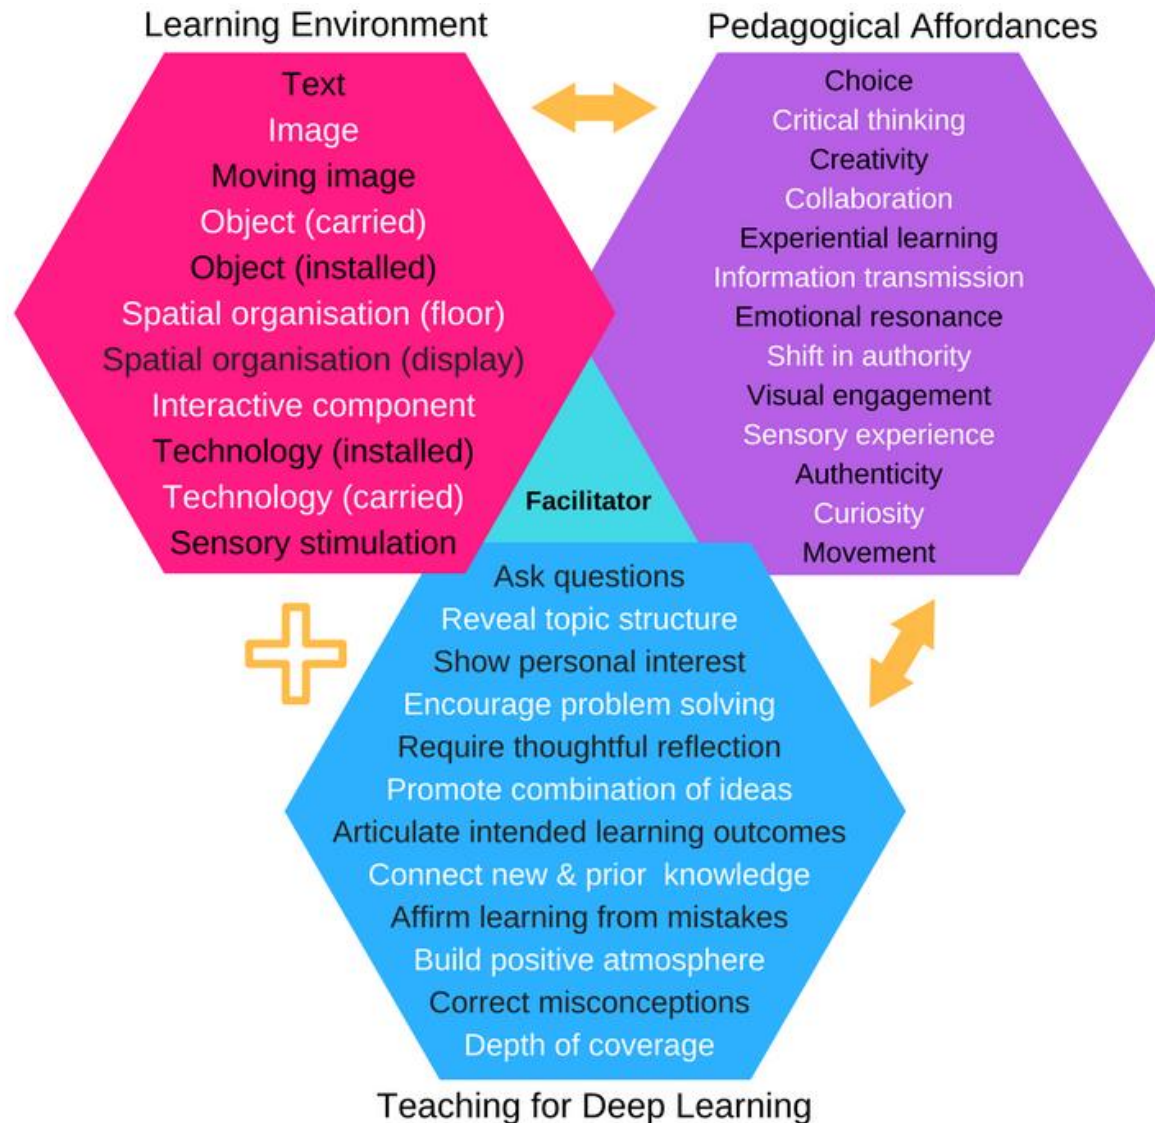 Learning Environment
Text
Image
Moving image
Object (carried)
Object (installed)
Spatial organisation (floor)
Spatial organisation (display)
Interactive component
Technology (installed)
Technology (carried)
Sensory stimulation
Pedagogical Affordances
Choice
Critical thinking
Creativity
Collaboration
Experiential learning
Information transmission
Emotional resonance
Shift in authority
Visual engagement
Sensory experience
Authenticity
Curiosity
Movement
Facilitator
Ask questions
Reveal topic structure
Show personal interest
Encourage problem solving
Require thoughtful reflection
Promote combination of ideas
Articulate intended learning outcomes
Connect new & prior knowledge
Affirm learning from mistakes
Build positive atmosphere
Correct misconceptions
Depth of coverage
Teaching for Deep Learning